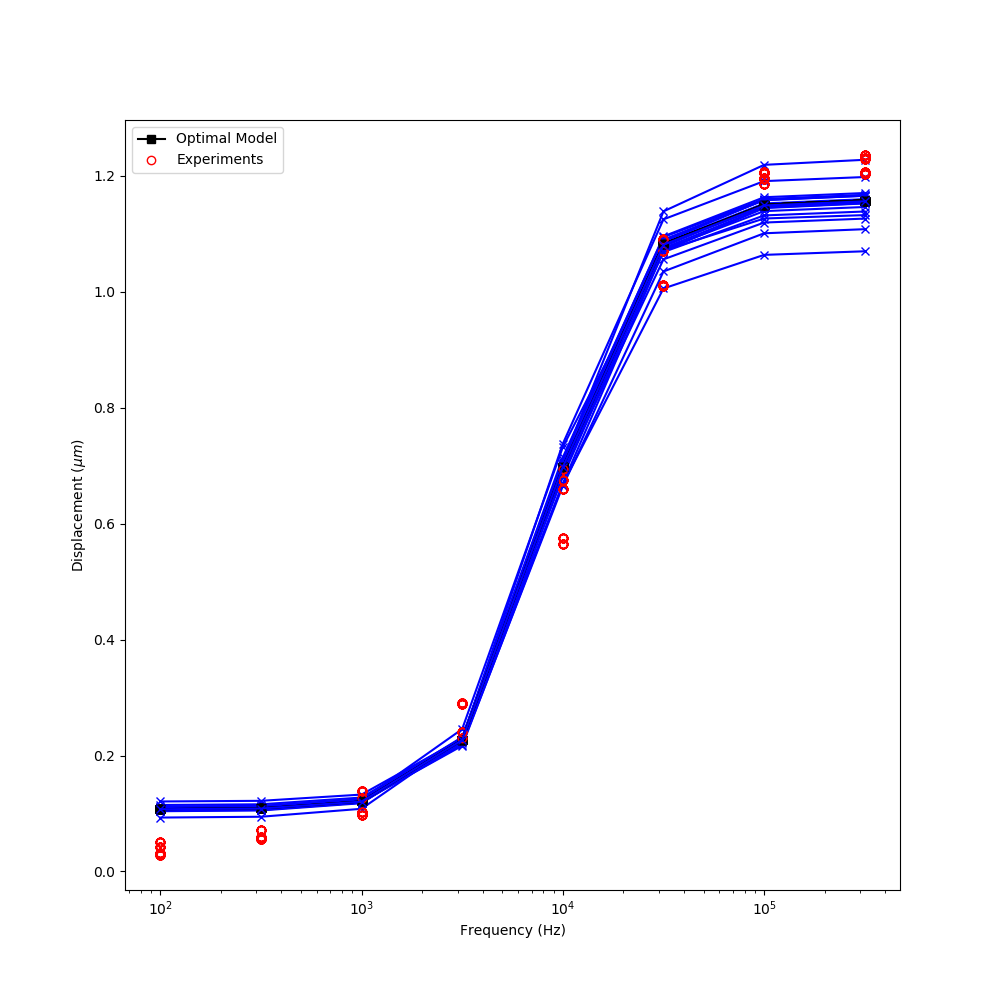 Optimal Model
Experiments
1.2
1.0
0.8
0.6
0.4
0.2
0.0
Displacement (μm)
10²
10³
10⁴
10⁵
Frequency (Hz)